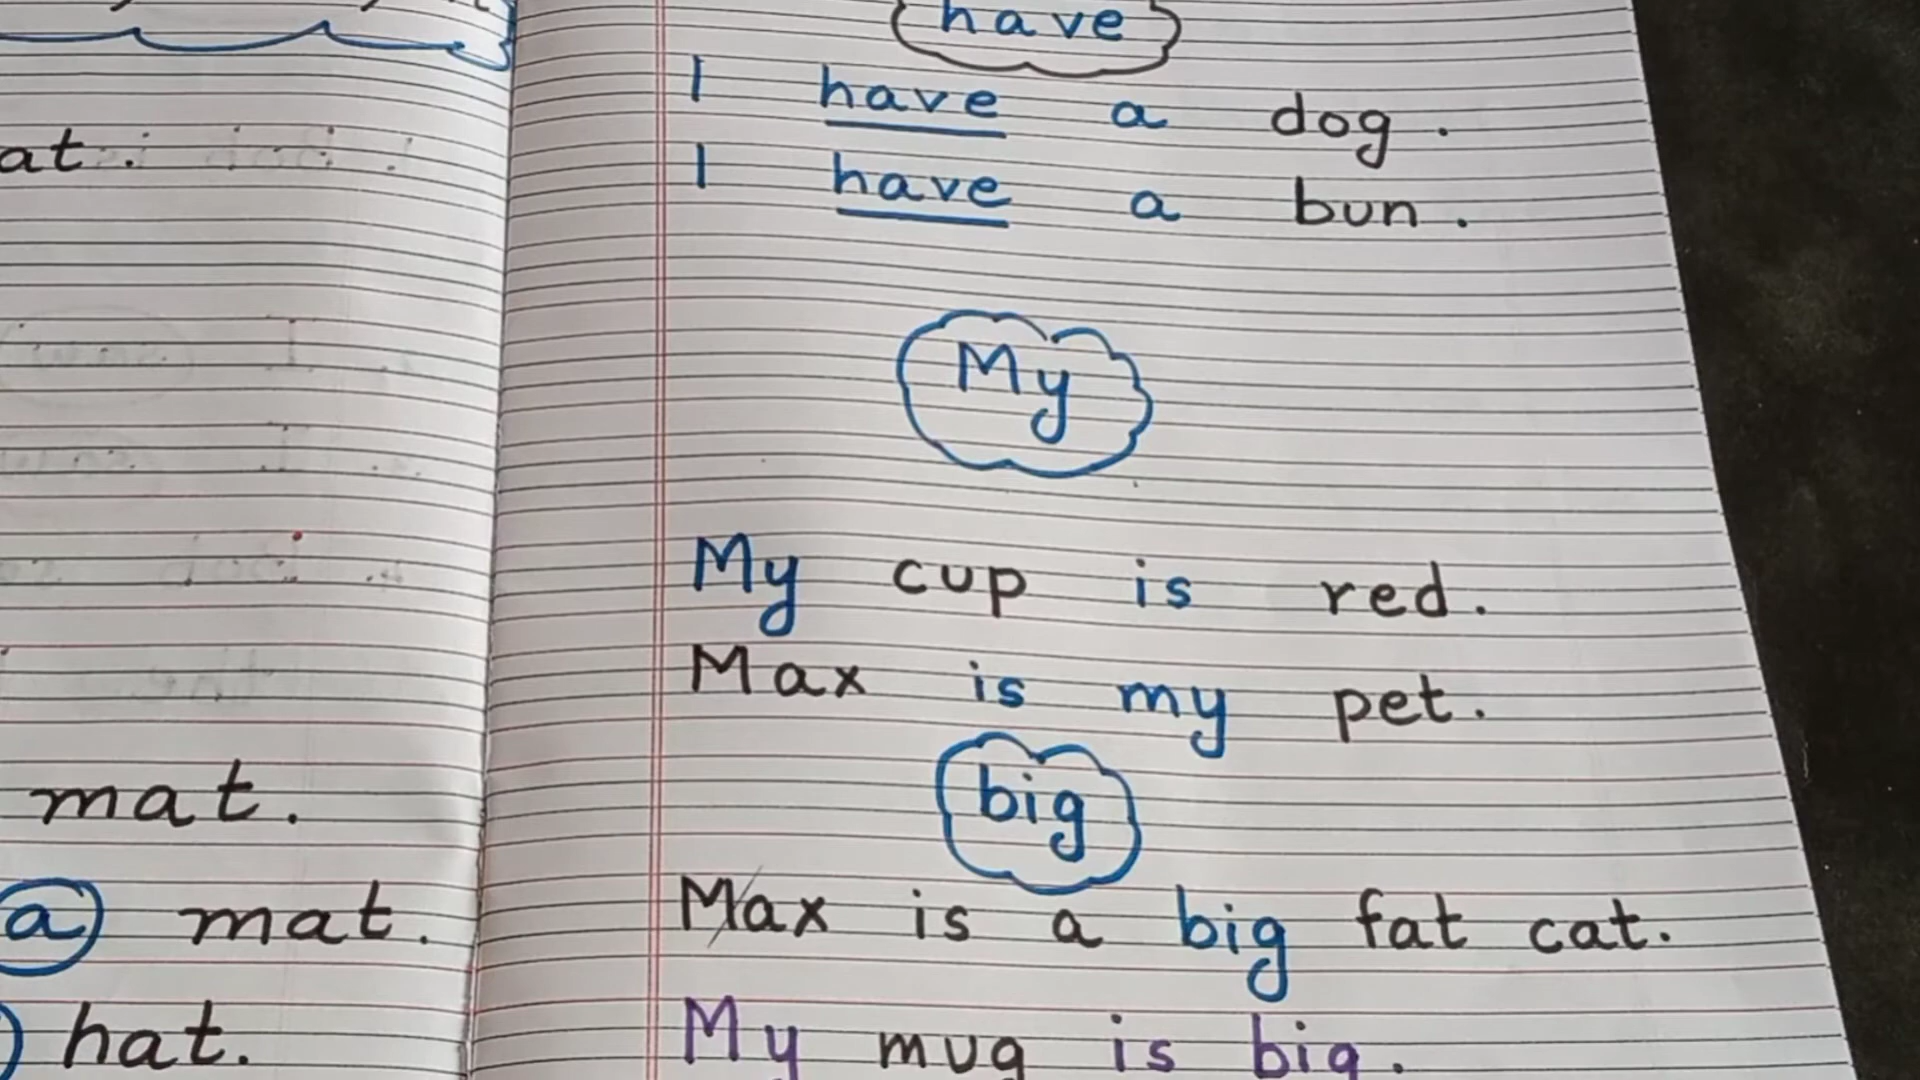 at.
mat.
a mat.
hat.
have
I have a dog.
I have a bun.
My
My cup is red.
Max is my pet.
big
Max is a big fat cat.
My mug is big.